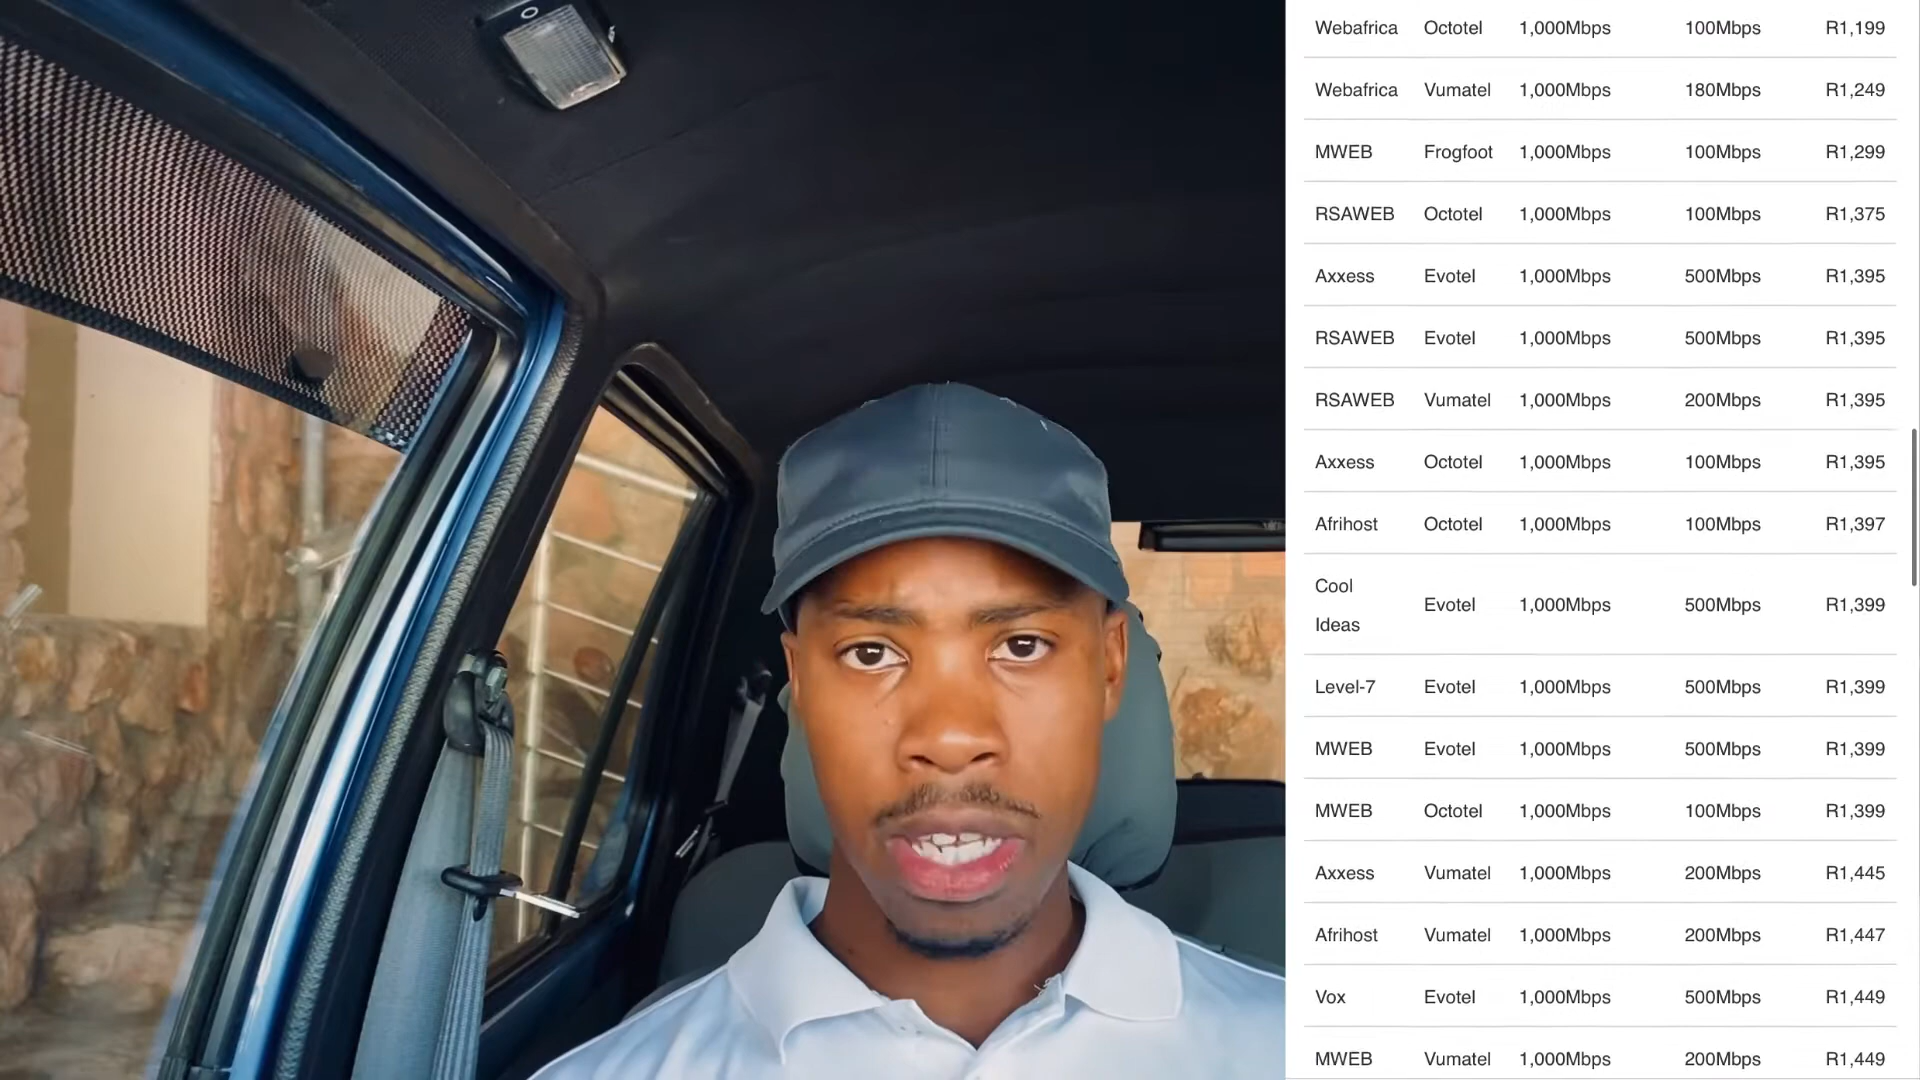 Webafrica Octotel 1,000Mbps 100Mbps R1,199
Webafrica Vumatel 1,000Mbps 180Mbps R1,249
MWEB Frogfoot 1,000Mbps 100Mbps R1,299
RSAWEB Octotel 1,000Mbps 100Mbps R1,375
Axxess Evotel 1,000Mbps 500Mbps R1,395
RSAWEB Evotel 1,000Mbps 500Mbps R1,395
RSAWEB Vumatel 1,000Mbps 200Mbps R1,395
Axxess Octotel 1,000Mbps 100Mbps R1,395
Afrihost Octotel 1,000Mbps 100Mbps R1,397
Cool
Ideas Evotel 1,000Mbps 500Mbps R1,399
Level-7 Evotel 1,000Mbps 500Mbps R1,399
MWEB Evotel 1,000Mbps 500Mbps R1,399
MWEB Octotel 1,000Mbps 100Mbps R1,399
Axxess Vumatel 1,000Mbps 200Mbps R1,445
Afrihost Vumatel 1,000Mbps 200Mbps R1,447
Vox Evotel 1,000Mbps 500Mbps R1,449
MWEB Vumatel 1,000Mbps 200Mbps R1,449